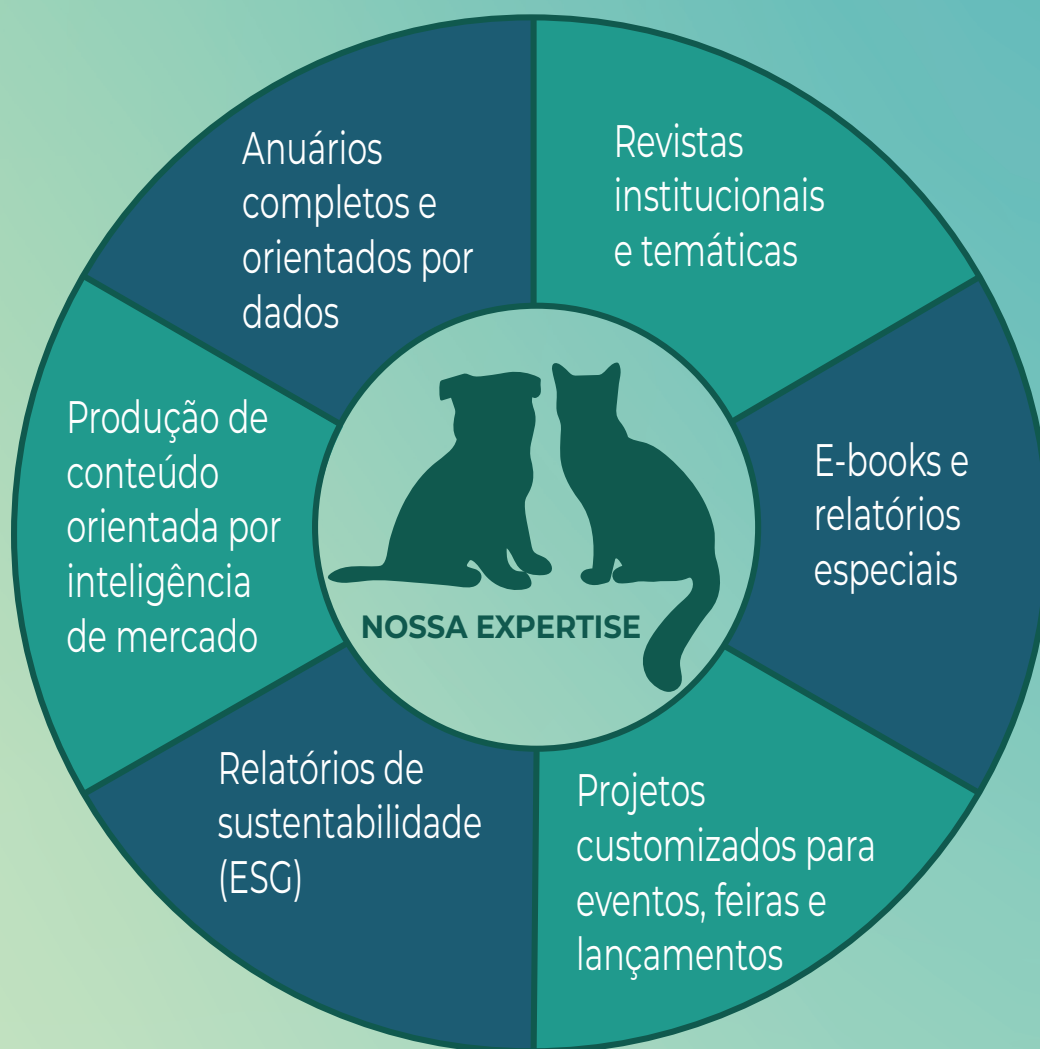 Anuários
completos e
orientados por
dados
Revistas
institucionais
e temáticas
Produção de
conteúdo
orientada por
inteligência
de mercado
E-books e
relatórios
especiais
NOSSA EXPERTISE
Relatórios de
sustentabilidade
(ESG)
Projetos
customizados para
eventos, feiras e
lançamentos